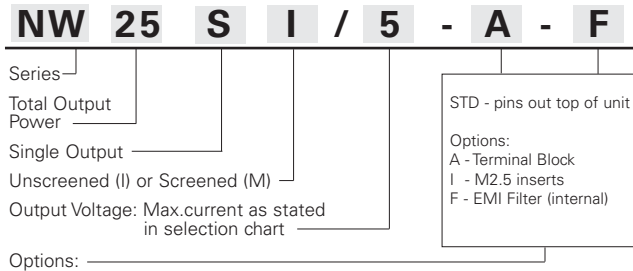 NW 25 S I / 5 - A - F
Series
Total Output
Power
Single Output
Unscreened (I) or Screened (M)
Output Voltage: Max.current as stated
in selection chart
Options:
STD - pins out top of unit
Options:
A - Terminal Block
I - M2.5 inserts
F - EMI Filter (internal)